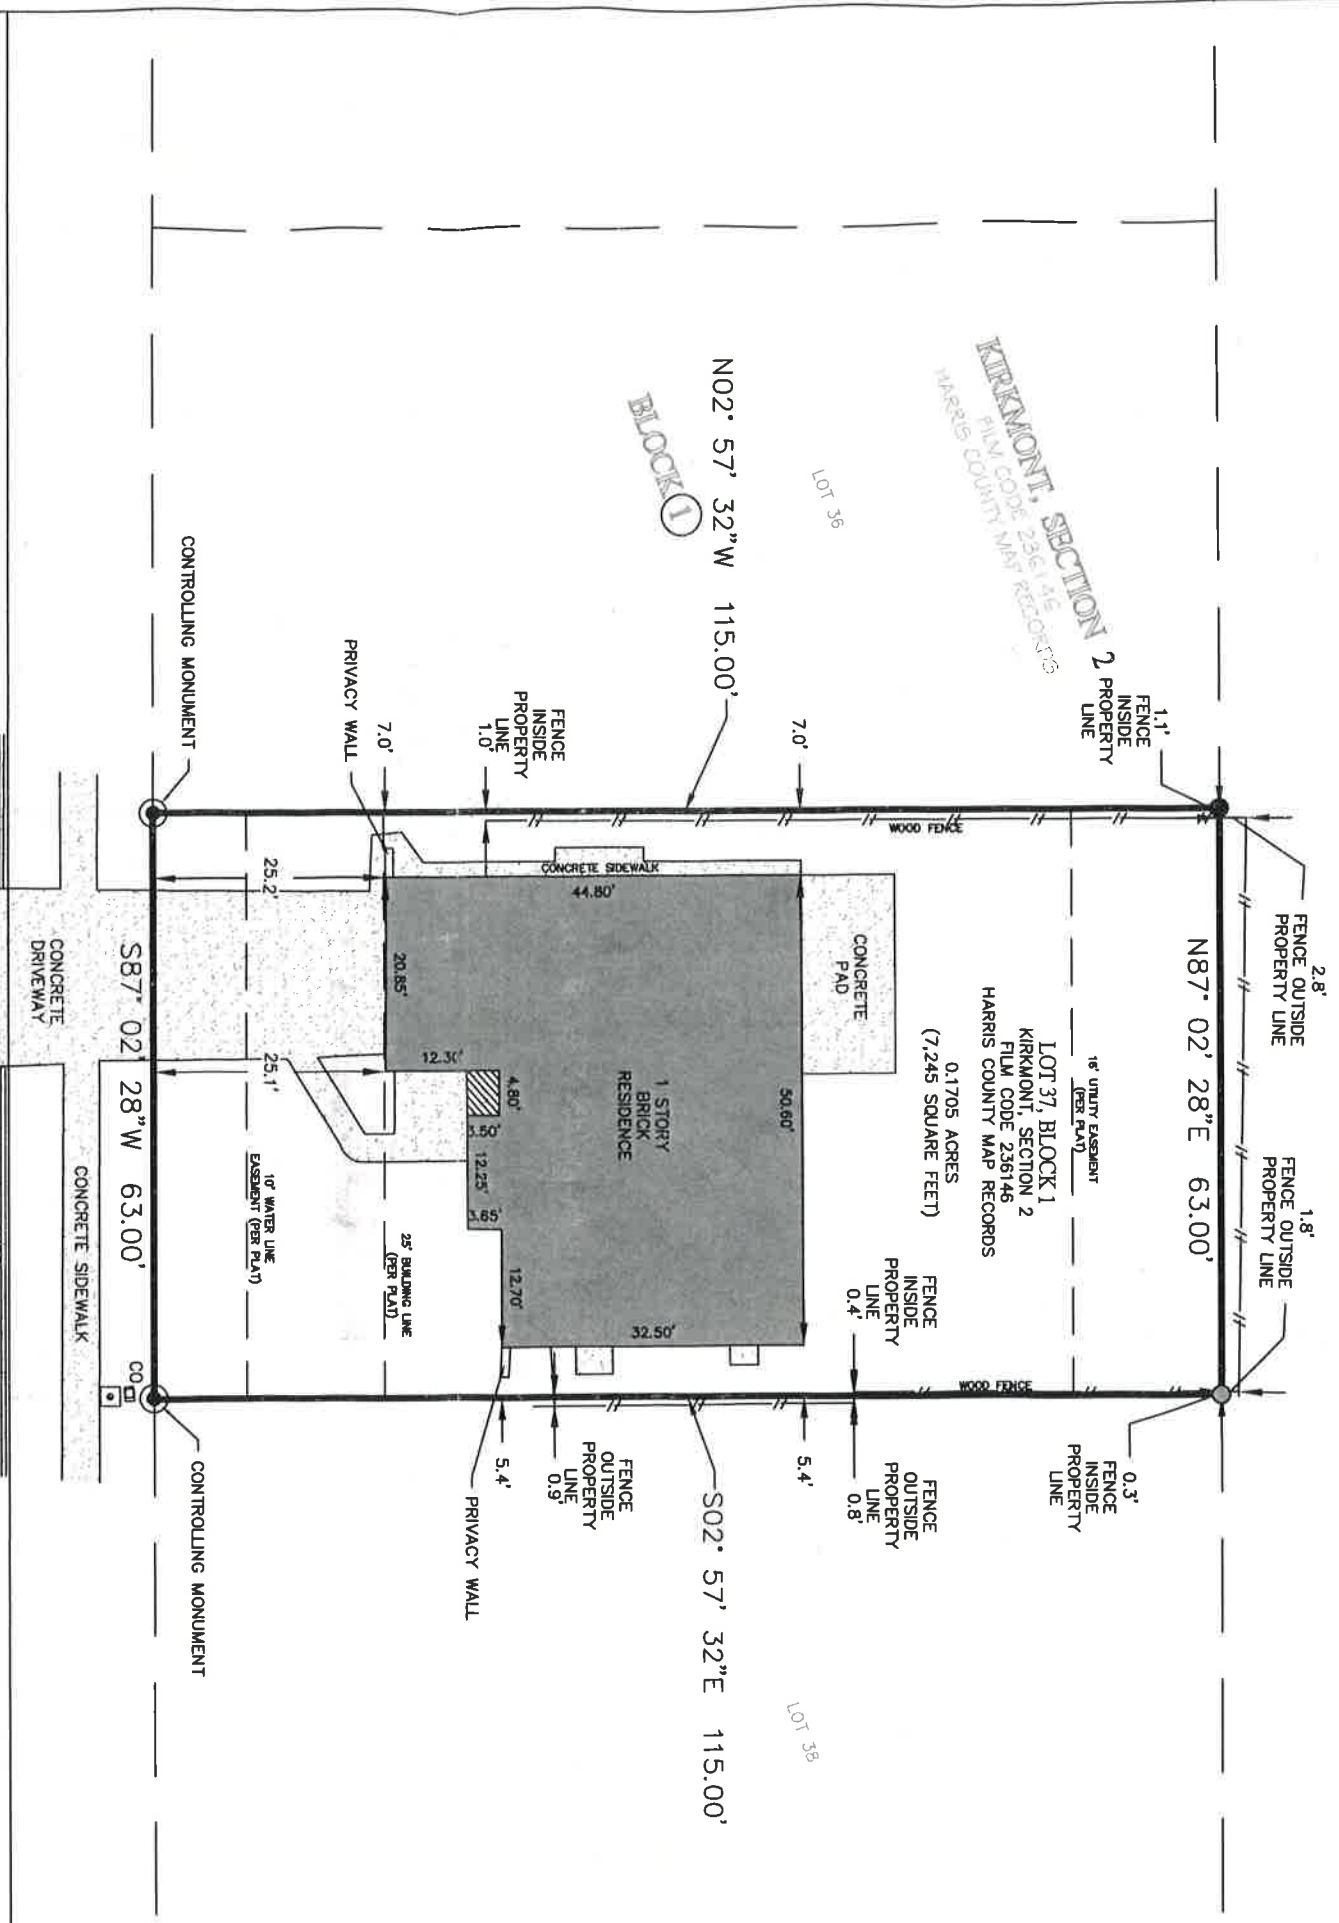 KIRKMONT, SECTION 2
FILM CODE 236146
HARRIS COUNTY MAP RECORDS
BLOCK 1
LOT 36
N02° 57' 32"W 115.00'
1.1'
FENCE
INSIDE
PROPERTY
LINE
2.8'
FENCE OUTSIDE
PROPERTY LINE
1.8'
FENCE OUTSIDE
PROPERTY LINE
N87° 02' 28"E 63.00'
16' UTILITY EASEMENT
(PER PLAT)
LOT 37, BLOCK 1
KIRKMONT, SECTION 2
FILM CODE 236146
HARRIS COUNTY MAP RECORDS
0.1705 ACRES
(7,245 SQUARE FEET)
WOOD FENCE
WOOD FENCE
0.3'
FENCE
INSIDE
PROPERTY
LINE
FENCE
INSIDE
PROPERTY
LINE
0.4'
FENCE
OUTSIDE
PROPERTY
LINE
0.8'
7.0'
CONCRETE
PAD
50.60'
5.4'
1 STORY
BRICK
RESIDENCE
CONCRETE SIDEWALK
44.80'
32.50'
FENCE
INSIDE
PROPERTY
LINE
1.0'
S02° 57' 32"E 115.00'
LOT 38
FENCE
OUTSIDE
PROPERTY
LINE
0.9'
4.80'
3.50'
12.25'
3.65'
12.70'
5.4'
PRIVACY WALL
12.30'
20.85'
7.0'
PRIVACY WALL
25' BUILDING LINE
(PER PLAT)
25.2'
25.1'
10' WATER LINE
EASEMENT (PER PLAT)
CONTROLLING MONUMENT
CONTROLLING MONUMENT
S87° 02' 28"W 63.00'
CO
CONCRETE SIDEWALK
CONCRETE
DRIVEWAY